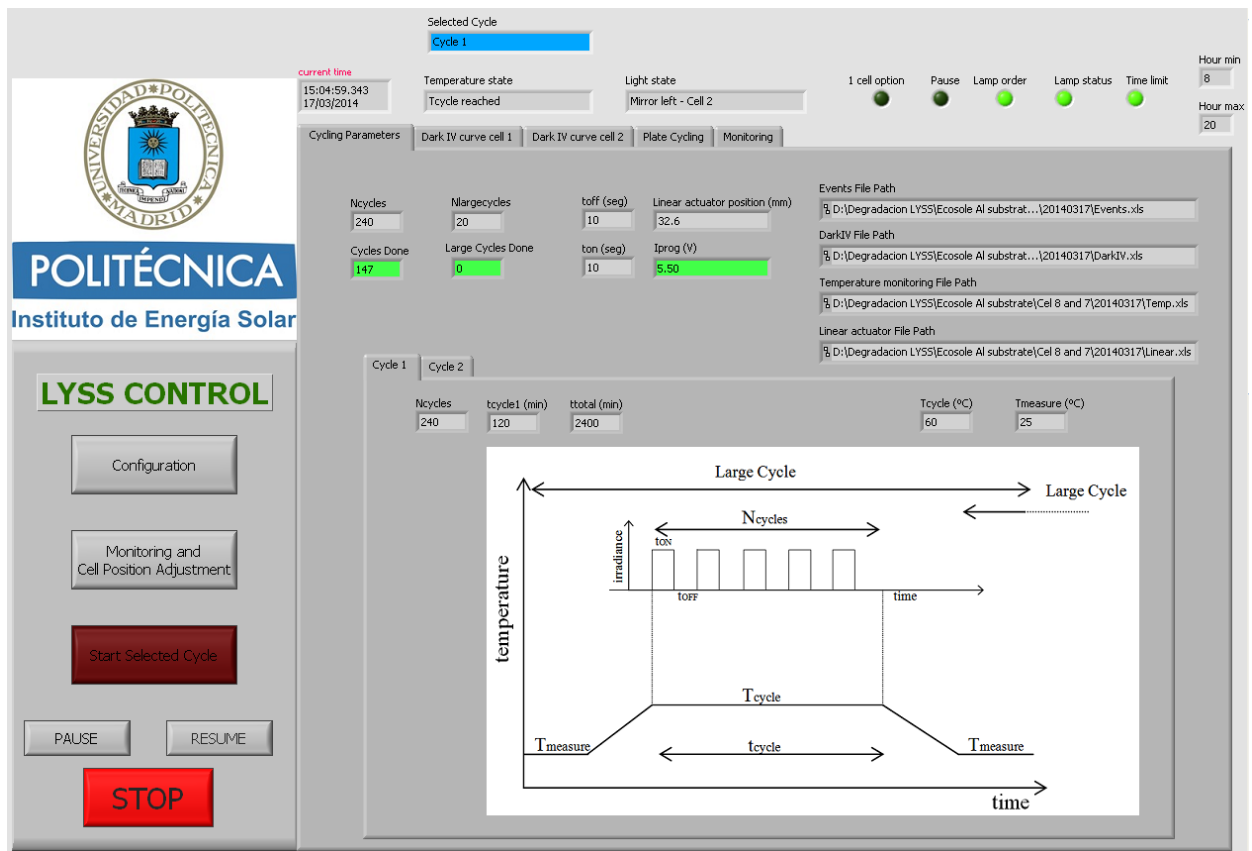 Selected Cycle
Cycle 1
current time
15:04:59.343
17/03/2014
Temperature state
Tcycle reached
Light state
Mirror left - Cell 2
1 cell option
Pause
Lamp order
Lamp status
Time limit
Hour min
8
Hour max
20
UNIVERSIDAD POLITECNICA
MADRID
POLITÉCNICA
Instituto de Energía Solar
LYSS CONTROL
Configuration
Monitoring and
Cell Position Adjustment
Start Selected Cycle
PAUSE
RESUME
STOP
Cycling Parameters
Dark IV curve cell 1
Dark IV curve cell 2
Plate Cycling
Monitoring
Ncycles
240
Nlargecycles
20
toff (seg)
10
Linear actuator position (mm)
32.6
Cycles Done
147
Large Cycles Done
0
ton (seg)
10
Iprog (V)
5.50
Events File Path
D:\Degradacion LYSS\Ecosole Al substrat...\20140317\Events.xls
DarkIV File Path
D:\Degradacion LYSS\Ecosole Al substrat...\20140317\DarkIV.xls
Temperature monitoring File Path
D:\Degradacion LYSS\Ecosole Al substrate\Cel 8 and 7\20140317\Temp.xls
Linear actuator File Path
D:\Degradacion LYSS\Ecosole Al substrate\Cel 8 and 7\20140317\Linear.xls
Cycle 1
Cycle 2
Ncycles
240
tcycle1 (min)
120
ttotal (min)
2400
Tcycle (ºC)
60
Tmeasure (ºC)
25
Large Cycle
Large Cycle
Ncycles
irradiance
tON
tOFF
time
temperature
Tcycle
Tmeasure
tcycle
Tmeasure
time